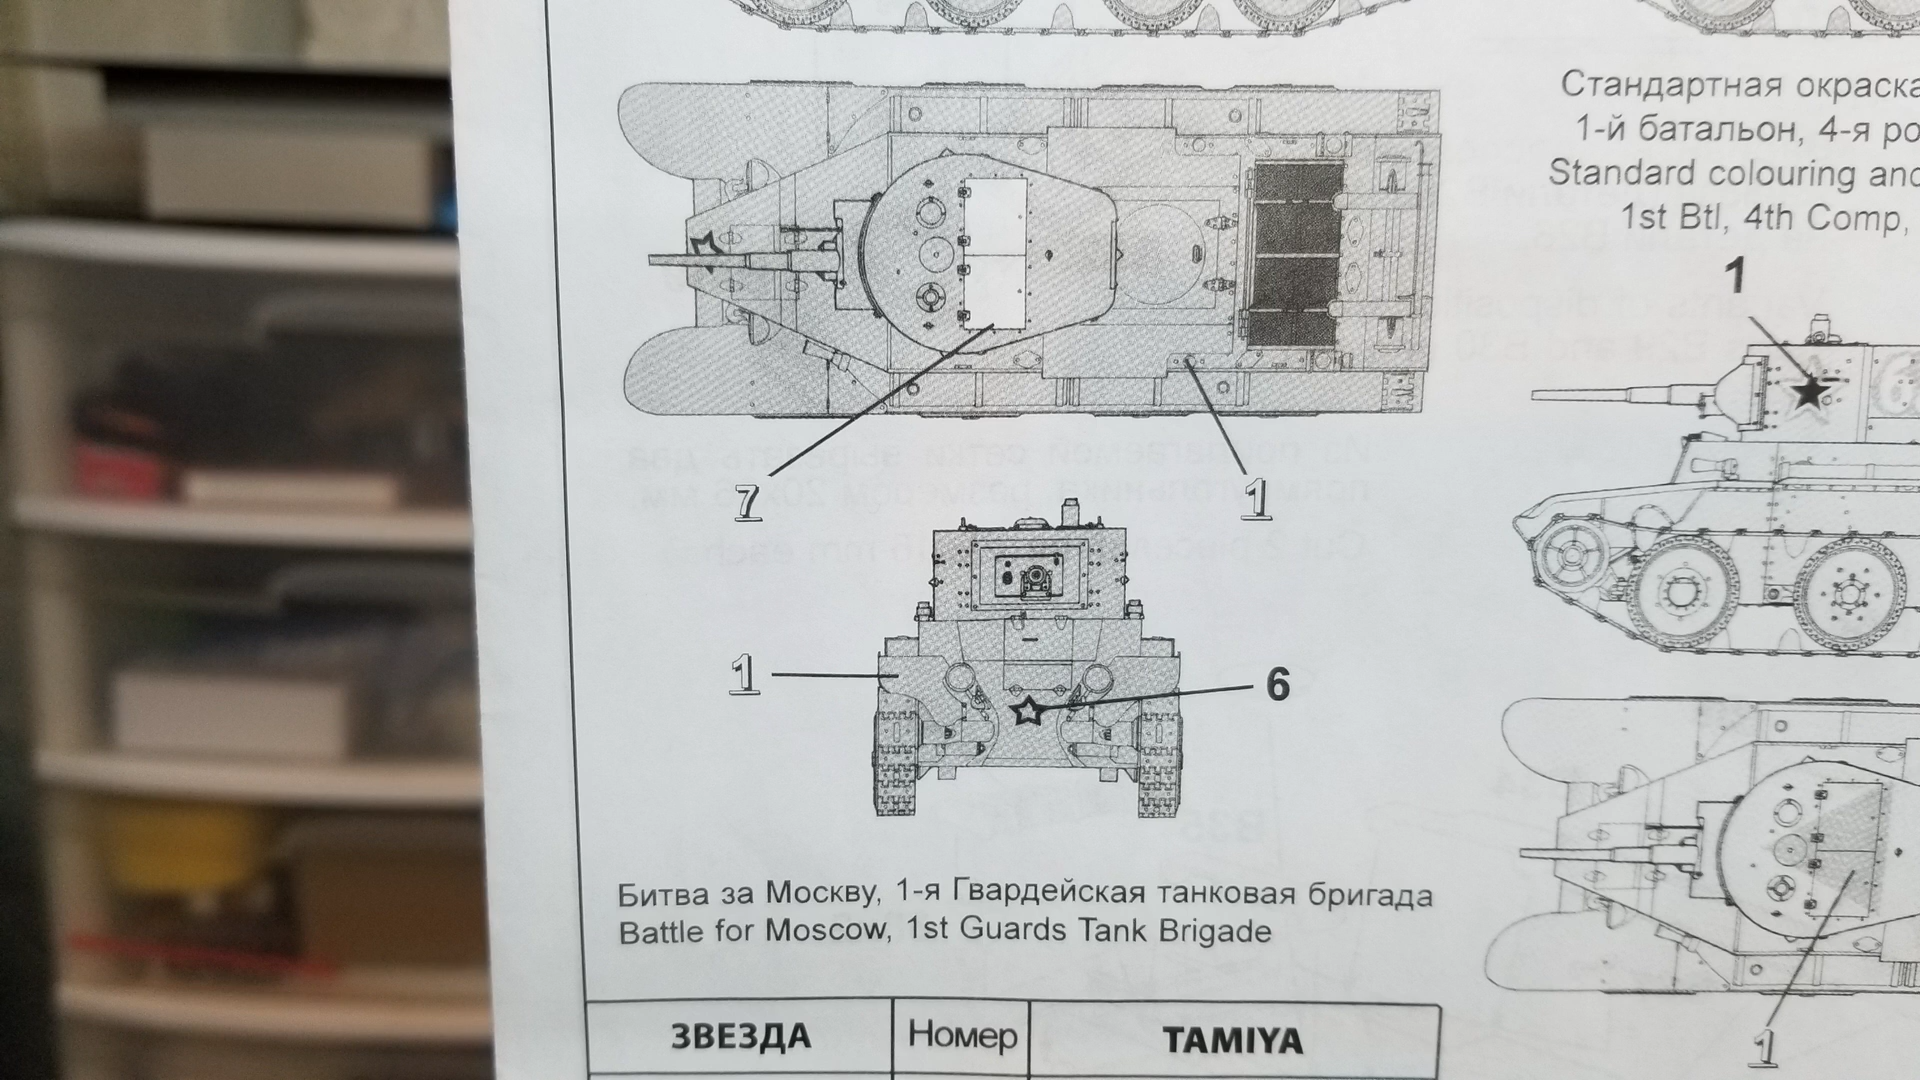 Стандартная окраска
1-й батальон, 4-я ро
Standard colouring and
1st Btl, 4th Comp,
1
7
1
1
6
Битва за Москву, 1-я Гвардейская танковая бригада
Battle for Moscow, 1st Guards Tank Brigade
1
ЗВЕЗДА Номер TAMIYA